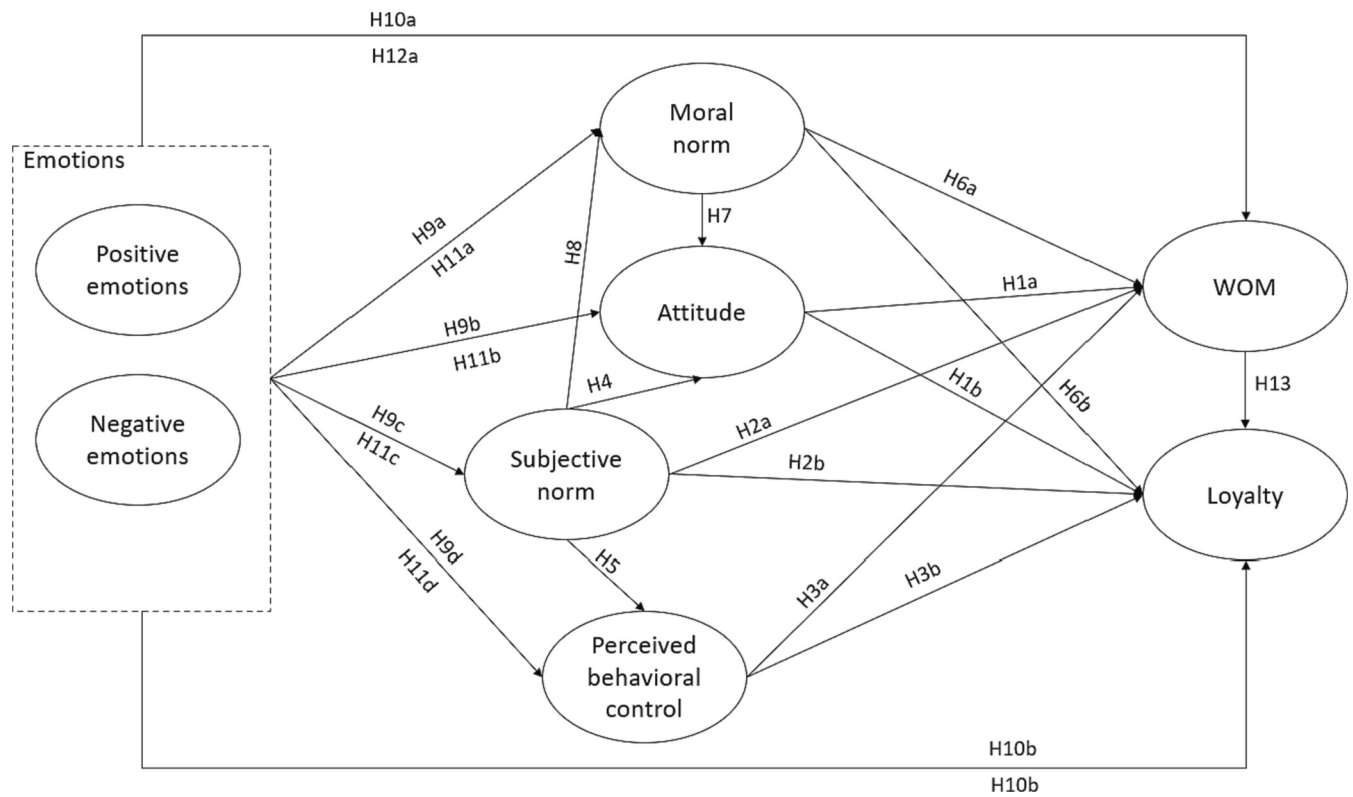 H10a
H12a
Emotions
Positive
emotions
Negative
emotions
H9a
H11a
H9b
H11b
H9c
H11c
H9d
H11d
Moral
norm
H7
H8
Attitude
H4
Subjective
norm
H5
Perceived
behavioral
control
H6a
H1a
H1b
H6b
H2a
H2b
H3a
H3b
WOM
H13
Loyalty
H10b
H10b